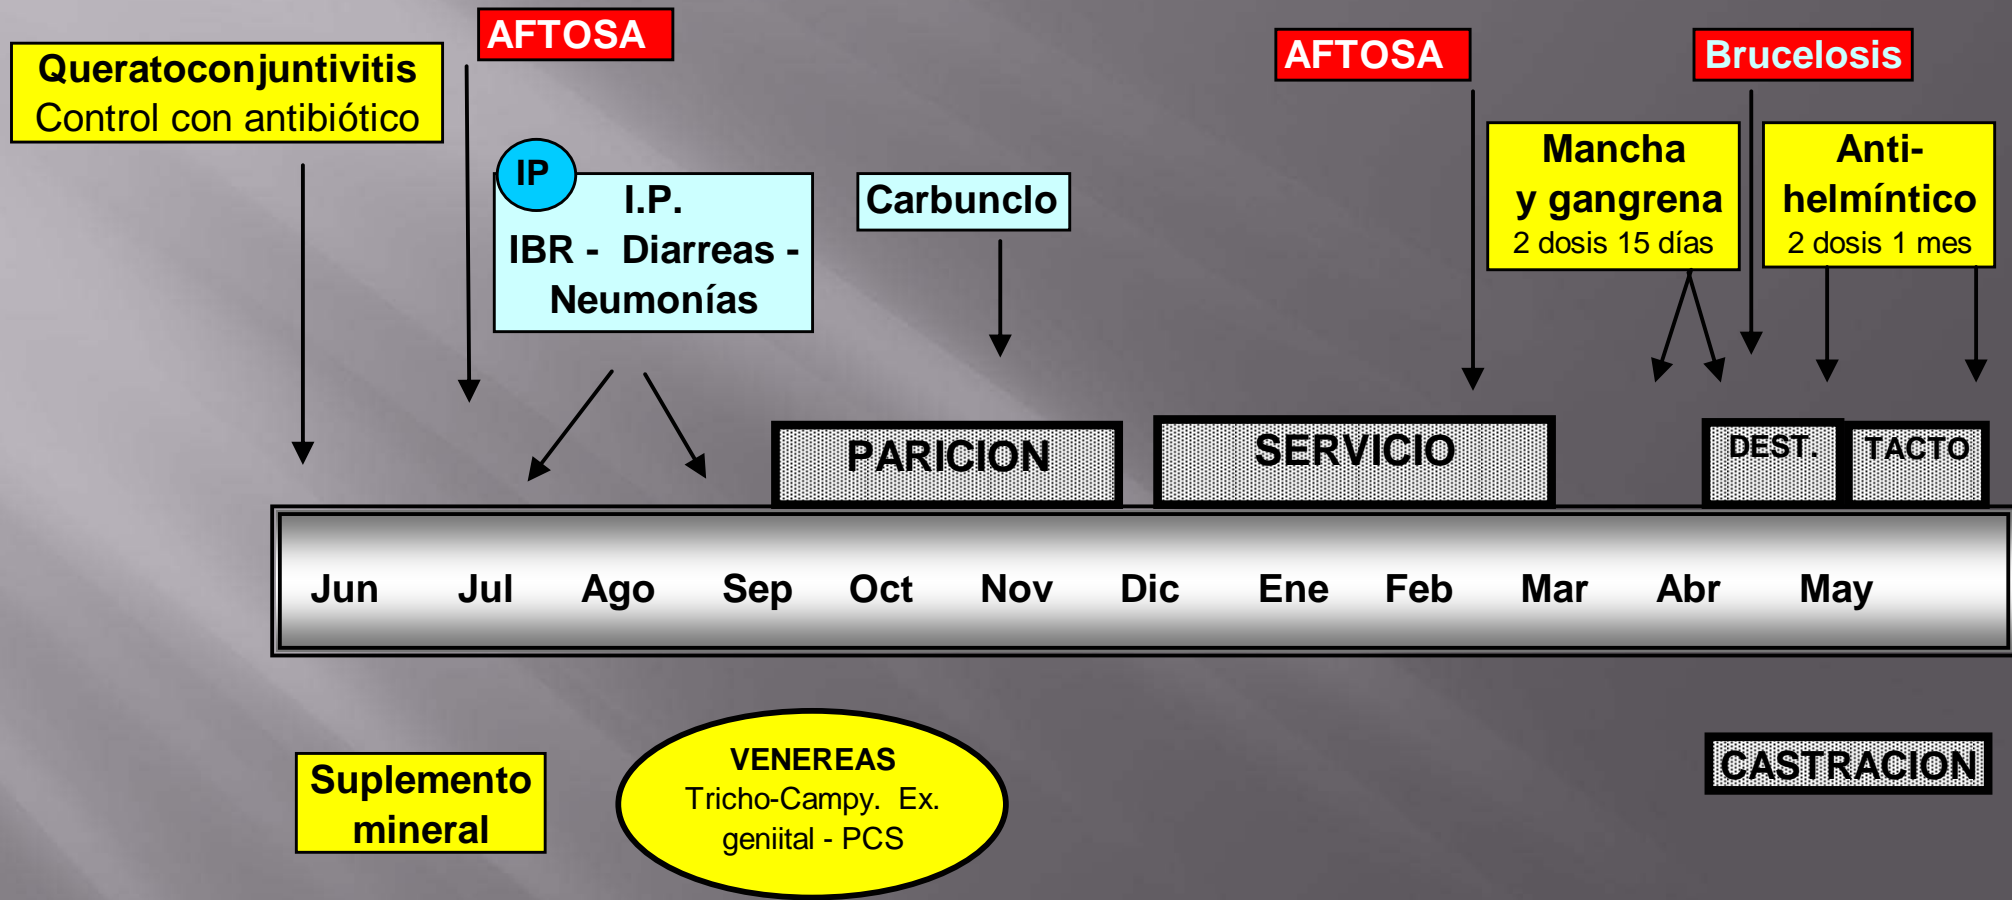 AFTOSA
AFTOSA
Brucelosis
Queratoconjuntivitis
Control con antibiótico
Mancha
y gangrena
2 dosis 15 días
Anti-
helmíntico
2 dosis 1 mes
IP
I.P.
IBR - Diarreas -
Neumonías
Carbunclo
PARICION
SERVICIO
DEST.
TACTO
Jun Jul Ago Sep Oct Nov Dic Ene Feb Mar Abr May
Suplemento
mineral
VENEREAS
Tricho-Campy. Ex.
geniital - PCS
CASTRACION